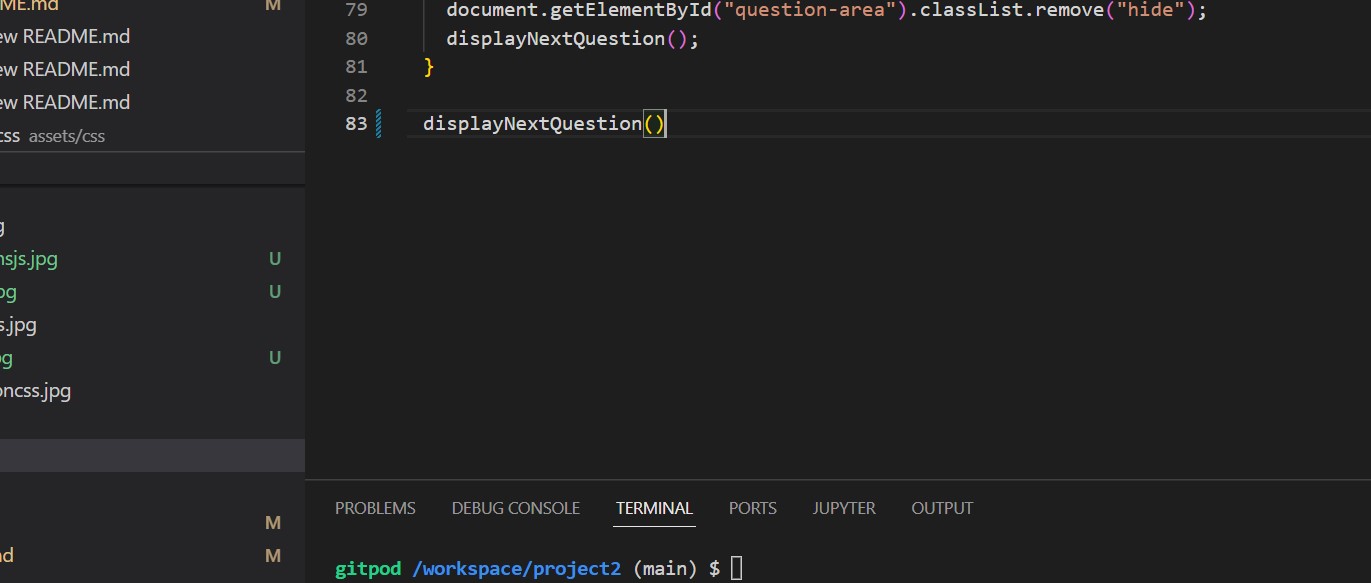 ME.md M
ew README.md
ew README.md
ew README.md
css assets/css
g
nsjs.jpg U
pg U
s.jpg
g U
oncss.jpg
M
nd M
79 document.getElementById("question-area").classList.remove("hide");
80 displayNextQuestion();
81 }
82
83 displayNextQuestion()
PROBLEMS DEBUG CONSOLE TERMINAL PORTS JUPYTER OUTPUT
gitpod /workspace/project2 (main) $